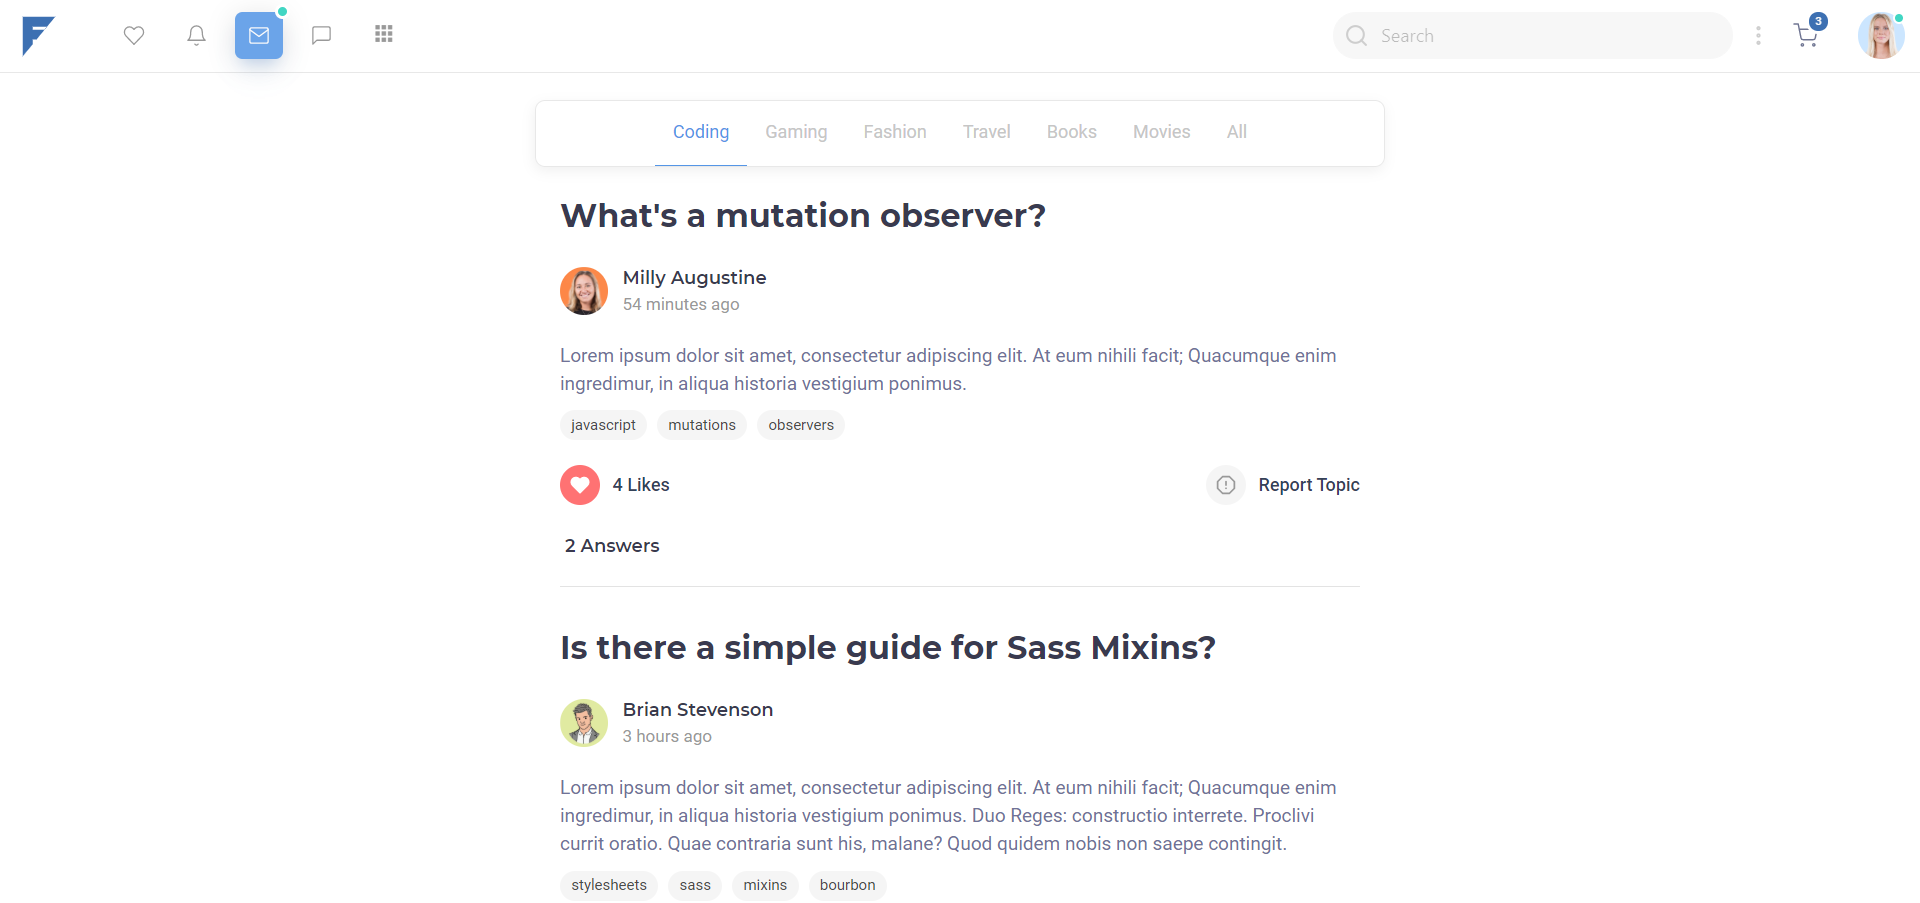 Search
3
Coding Gaming Fashion Travel Books Movies All
What's a mutation observer?
Milly Augustine
54 minutes ago
Lorem ipsum dolor sit amet, consectetur adipiscing elit. At eum nihili facit; Quacumque enim
ingredimur, in aliqua historia vestigium ponimus.
javascript mutations observers
4 Likes Report Topic
2 Answers
Is there a simple guide for Sass Mixins?
Brian Stevenson
3 hours ago
Lorem ipsum dolor sit amet, consectetur adipiscing elit. At eum nihili facit; Quacumque enim
ingredimur, in aliqua historia vestigium ponimus. Duo Reges: constructio interrete. Proclivi
currit oratio. Quae contraria sunt his, malane? Quod quidem nobis non saepe contingit.
stylesheets sass mixins bourbon